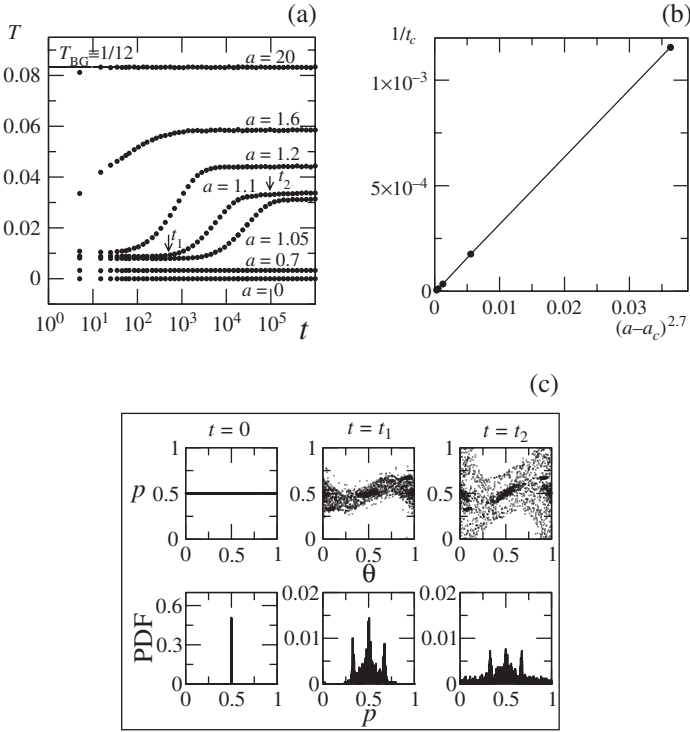 (a)
T
T_BG≡1/12
a = 20
0.08
a = 1.6
0.06
a = 1.2
0.04
a = 1.1
t_2
t_1
0.02
a = 1.05
a = 0.7
0
a = 0
10^0 10^1 10^2 10^3 10^4 10^5 t
(b)
1/t_c
1×10^−3
5×10^−4
0
0 0.01 0.02 0.03 0.04
(a–a_c)^2.7
(c)
t = 0 t = t_1 t = t_2
1 1 1
p 0.5 0.5 0.5
0 0 0
0 0.5 1 0 0.5 1 0 0.5 1
θ
0.6 0.02 0.02
PDF 0.3 0.01 0.01
0 0 0
0 0.5 1 0 0.5 1 0 0.5 1
p